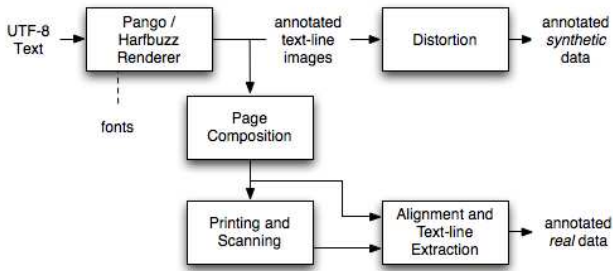 UTF-8
Text
Pango /
Harfbuzz
Renderer
annotated
text-line
images
Distortion
annotated
synthetic
data
fonts
Page
Composition
Printing and
Scanning
Alignment and
Text-line
Extraction
annotated
real data